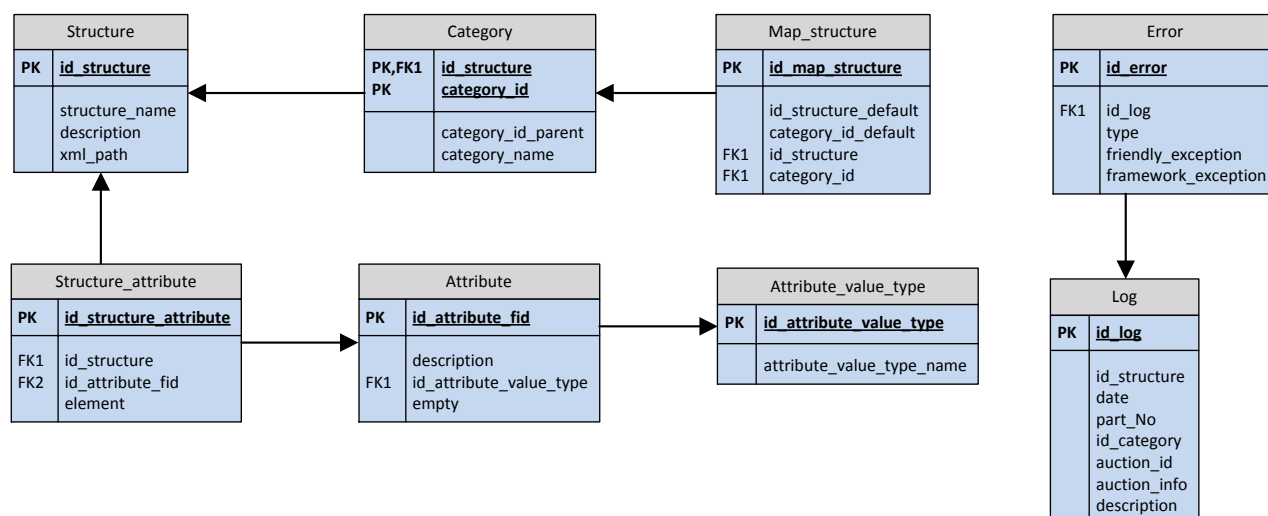 Structure
PK id_structure
structure_name
description
xml_path
Category
PK,FK1 id_structure
PK category_id
category_id_parent
category_name
Map_structure
PK id_map_structure
id_structure_default
category_id_default
FK1 id_structure
FK1 category_id
Error
PK id_error
FK1 id_log
type
friendly_exception
framework_exception
Structure_attribute
PK id_structure_attribute
FK1 id_structure
FK2 id_attribute_fid
element
Attribute
PK id_attribute_fid
description
FK1 id_attribute_value_type
empty
Attribute_value_type
PK id_attribute_value_type
attribute_value_type_name
Log
PK id_log
id_structure
date
part_No
id_category
auction_id
auction_info
description